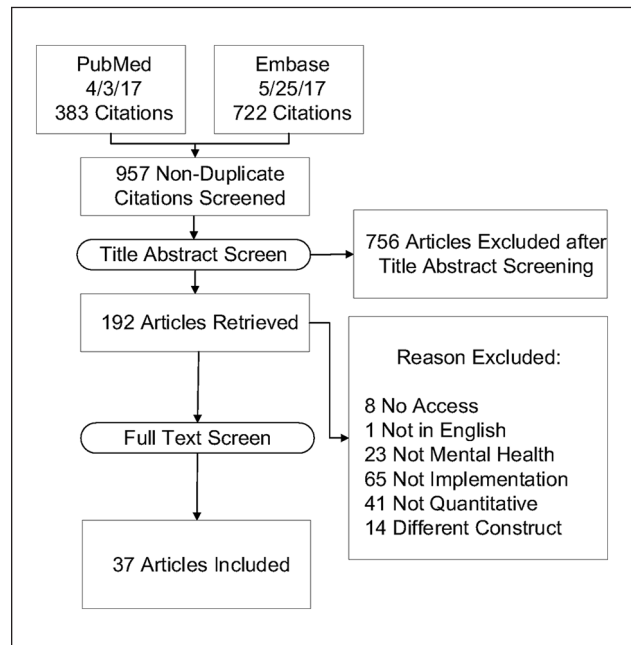 PubMed
4/3/17
383 Citations
Embase
5/25/17
722 Citations
957 Non-Duplicate
Citations Screened
Title Abstract Screen
756 Articles Excluded after
Title Abstract Screening
192 Articles Retrieved
Reason Excluded:
8 No Access
1 Not in English
23 Not Mental Health
65 Not Implementation
41 Not Quantitative
14 Different Construct
Full Text Screen
37 Articles Included